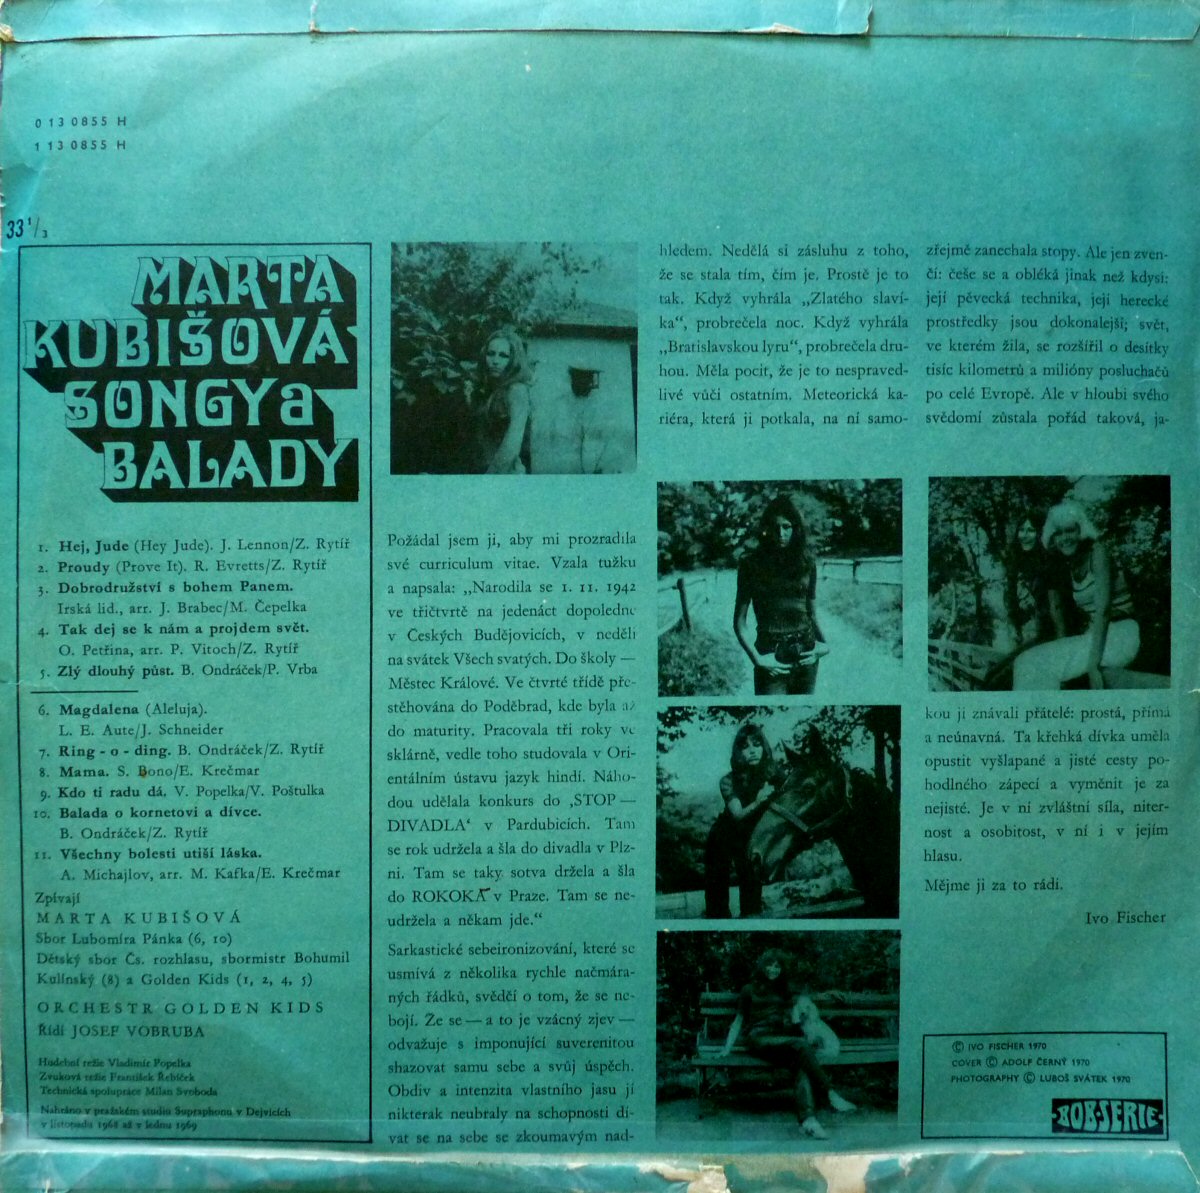 0 13 0855 H
1 13 0855 H
33 1/3
MARTA
KUBIŠOVÁ
SONGY a
BALADY
1. Hej, Jude (Hey Jude). J. Lennon/Z. Rytíř
2. Proudy (Prove It). R. Evretts/Z. Rytíř
3. Dobrodružství s bohem Panem.
Irská lid., arr. J. Brabec/M. Čepelka
4. Tak dej se k nám a projdem svět.
O. Petřina, arr. P. Vitoch/Z. Rytíř
5. Zlý dlouhý půst. B. Ondráček/P. Vrba
6. Magdalena (Aleluja).
L. E. Aute/J. Schneider
7. Ring - o - ding. B. Ondráček/Z. Rytíř
8. Mama. S. Bono/E. Krečmar
9. Kdo ti radu dá. V. Popelka/V. Poštulka
10. Balada o kornetovi a dívce.
B. Ondráček/Z. Rytíř
11. Všechny bolesti utiší láska.
A. Michajlov, arr. M. Kafka/E. Krečmar
Zpívají
MARTA KUBIŠOVÁ
Sbor Lubomíra Pánka (6, 10)
Dětský sbor Čs. rozhlasu, sbormistr Bohumil
Kulínský (8) a Golden Kids (1, 2, 4, 5)
ORCHESTR GOLDEN KIDS
Řídí JOSEF VOBRUBA
Hudební režie Vladimír Popelka
Zvuková režie František Řebíček
Technická spolupráce Milan Svoboda
Nahráno v pražském studiu Supraphonu v Dejvicích
v listopadu 1968 až v lednu 1969
Požádal jsem ji, aby mi prozradila
své curriculum vitae. Vzala tužku
a napsala: „Narodila se 1. 11. 1942
ve třičtvrtě na jedenáct dopoledne
v Českých Budějovicích, v neděli
na svátek Všech svatých. Do školy —
Městec Králové. Ve čtvrté třídě pře-
stěhována do Poděbrad, kde byla až
do maturity. Pracovala tři roky ve
sklárně, vedle toho studovala v Ori-
entálním ústavu jazyk hindí. Náho-
dou udělala konkurs do ‚STOP —
DIVADLA‘ v Pardubicích. Tam
se rok udržela a šla do divadla v Plz-
ni. Tam se taky sotva držela a šla
do ROKOKA v Praze. Tam se ne-
udržela a někam jde.“
Sarkastické sebeironizování, které se
usmívá z několika rychle načmára-
ných řádků, svědčí o tom, že se ne-
bojí. Že se — a to je vzácný zjev —
odvažuje s imponující suverenitou
shazovat samu sebe a svůj úspěch.
Obdiv a intenzita vlastního jasu jí
nikterak neubraly na schopnosti dí-
vat se na sebe se zkoumavým nad-
hledem. Nedělá si zásluhu z toho,
že se stala tím, čím je. Prostě je to
tak. Když vyhrála „Zlatého slaví-
ka“, probrečela noc. Když vyhrála
„Bratislavskou lyru“, probrečela dru-
hou. Měla pocit, že je to nespraved-
livé vůči ostatním. Meteorická ka-
riéra, která ji potkala, na ní samo-
zřejmě zanechala stopy. Ale jen zven-
čí: češe se a obléká jinak než kdysi:
její pěvecká technika, její herecké
prostředky jsou dokonalejší; svět,
ve kterém žila, se rozšířil o desítky
tisíc kilometrů a milióny posluchačů
po celé Evropě. Ale v hloubi svého
svědomí zůstala pořád taková, ja-
kou ji znávali přátelé: prostá, přímá
a neúnavná. Ta křehká dívka uměla
opustit vyšlapané a jisté cesty po-
hodlného zápecí a vyměnit je za
nejisté. Je v ní zvláštní síla, niter-
nost a osobitost, v ní i v jejím
hlasu.
Mějme ji za to rádi.
Ivo Fischer
© IVO FISCHER 1970
COVER © ADOLF ČERNÝ 1970
PHOTOGRAPHY © LUBOŠ SVÁTEK 1970
BOB-SERIE